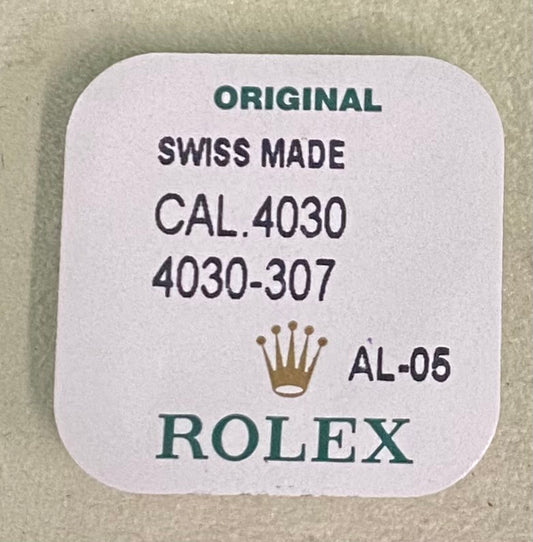 ORIGINAL
SWISS MADE
CAL.4030
4030-307
AL-05
ROLEX